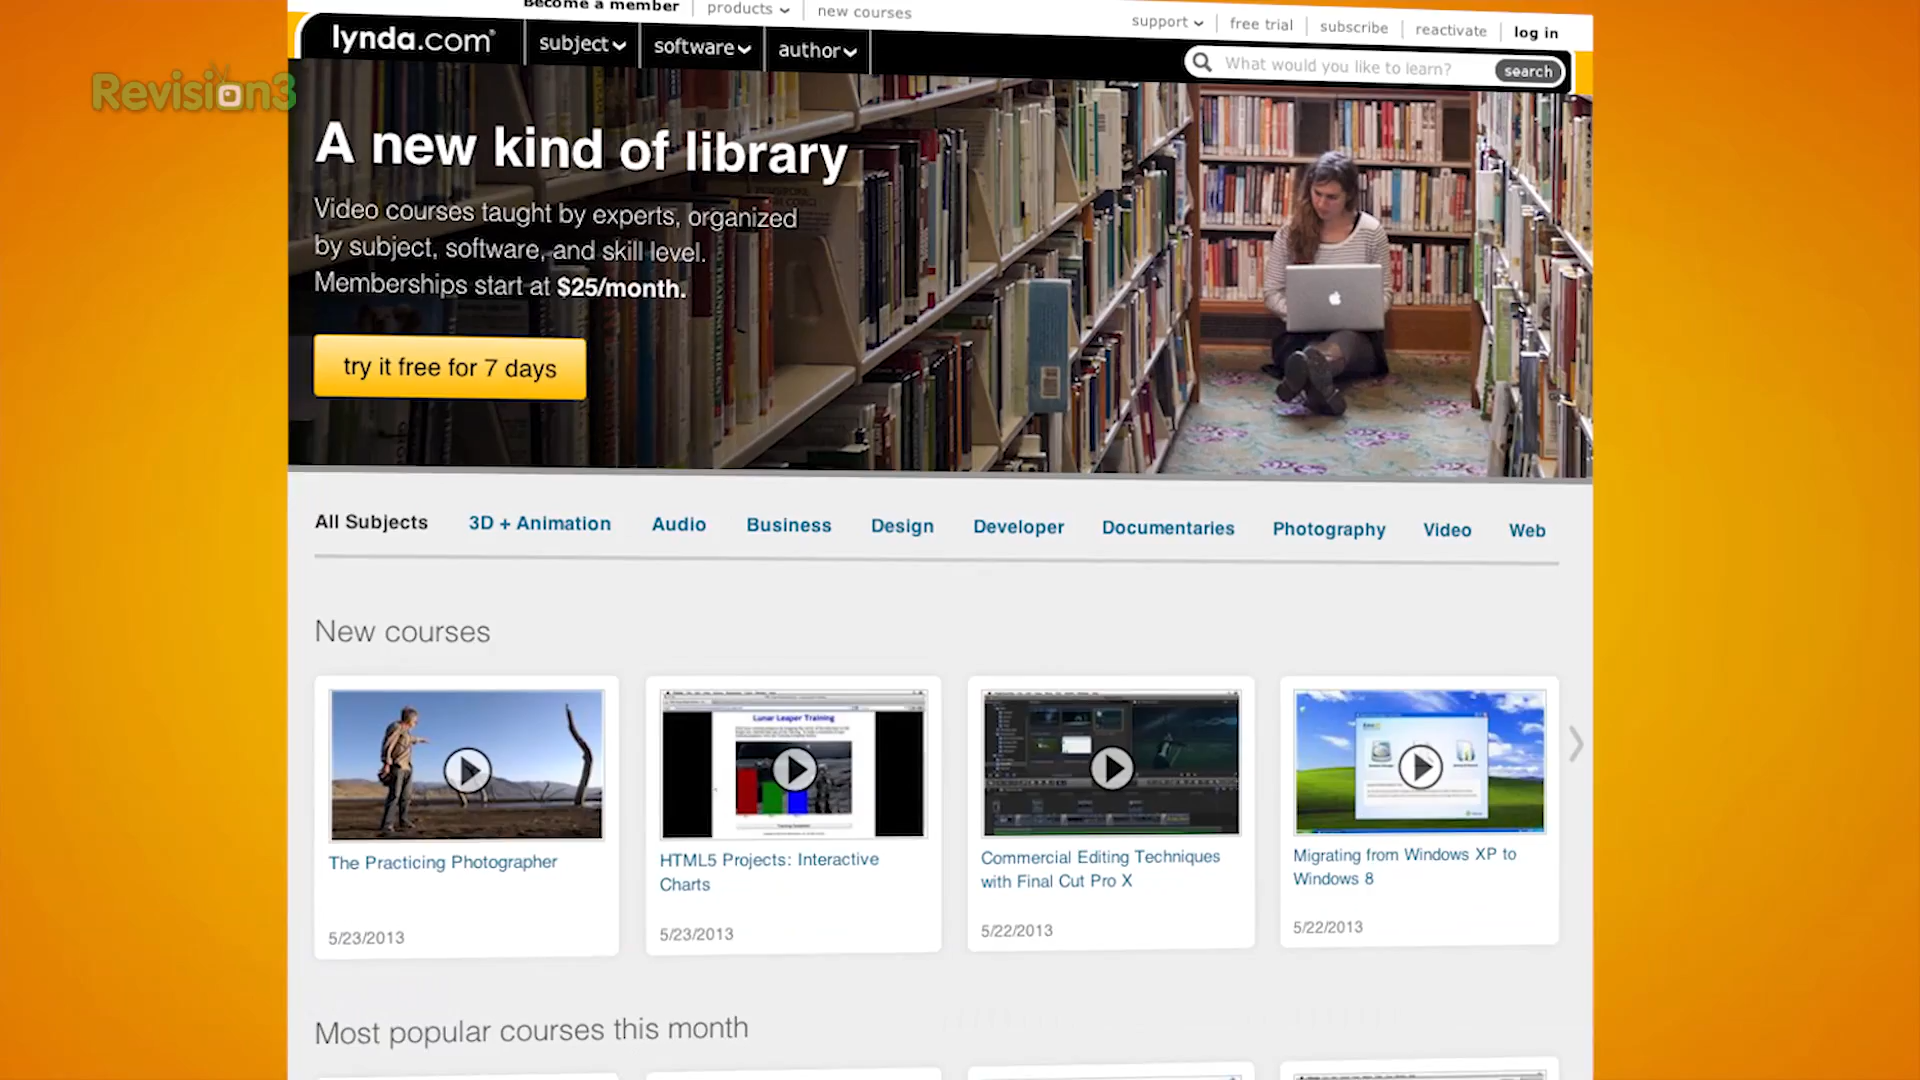 Become a member
products
new courses
support
free trial
subscribe
reactivate
log in
lynda.com
subject
software
author
What would you like to learn?
search
Revision3
A new kind of library
Video courses taught by experts, organized
by subject, software, and skill level.
Memberships start at $25/month.
try it free for 7 days
All Subjects
3D + Animation
Audio
Business
Design
Developer
Documentaries
Photography
Video
Web
New courses
Lunar Leaper Training
The Practicing Photographer
5/23/2013
HTML5 Projects: Interactive
Charts
5/23/2013
Commercial Editing Techniques
with Final Cut Pro X
5/22/2013
Migrating from Windows XP to
Windows 8
5/22/2013
Most popular courses this month